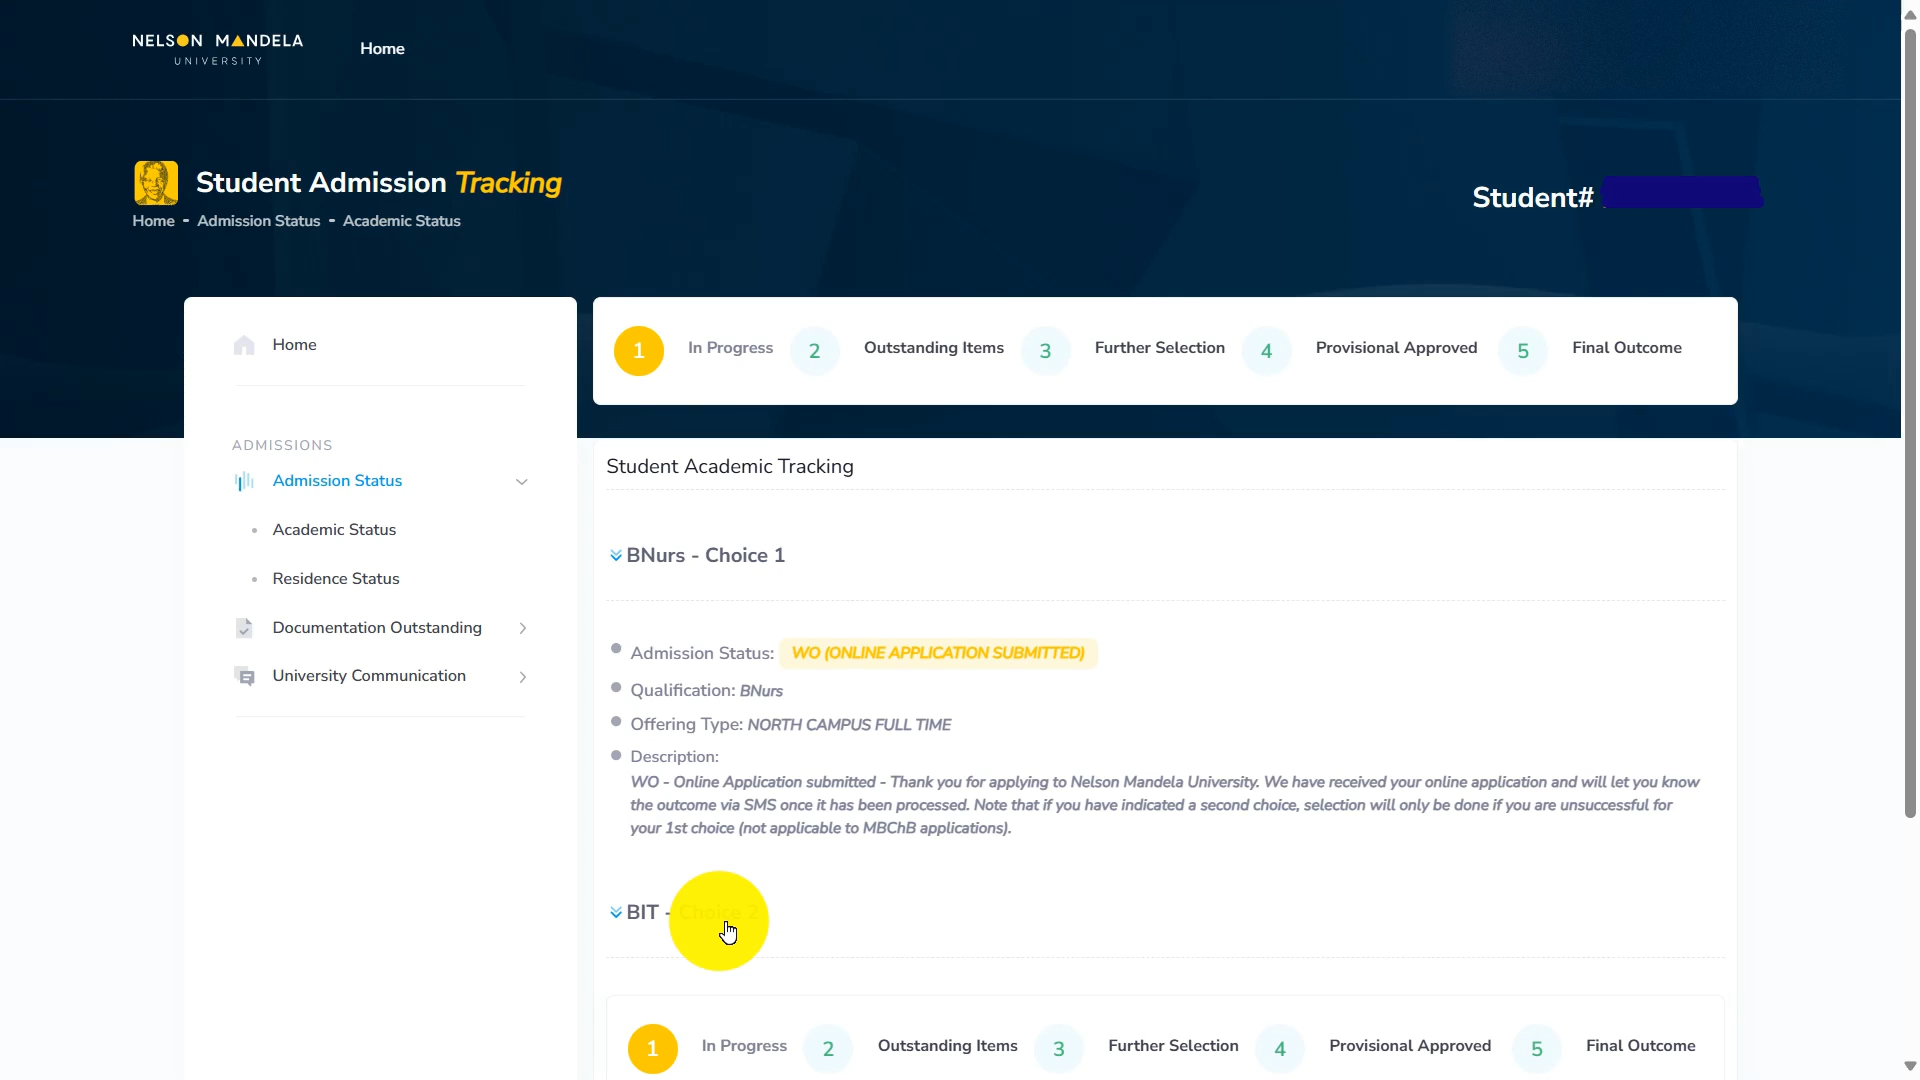 NELSON MANDELA
UNIVERSITY
Home
Student Admission Tracking
Home - Admission Status - Academic Status
Student#
Home
ADMISSIONS
Admission Status
Academic Status
Residence Status
Documentation Outstanding
University Communication
1 In Progress 2 Outstanding Items 3 Further Selection 4 Provisional Approved 5 Final Outcome
Student Academic Tracking
BNurs - Choice 1
Admission Status: WO (ONLINE APPLICATION SUBMITTED)
Qualification: BNurs
Offering Type: NORTH CAMPUS FULL TIME
Description:
WO - Online Application submitted - Thank you for applying to Nelson Mandela University. We have received your online application and will let you know
the outcome via SMS once it has been processed. Note that if you have indicated a second choice, selection will only be done if you are unsuccessful for
your 1st choice (not applicable to MBChB applications).
BIT - Choice 2
1 In Progress 2 Outstanding Items 3 Further Selection 4 Provisional Approved 5 Final Outcome